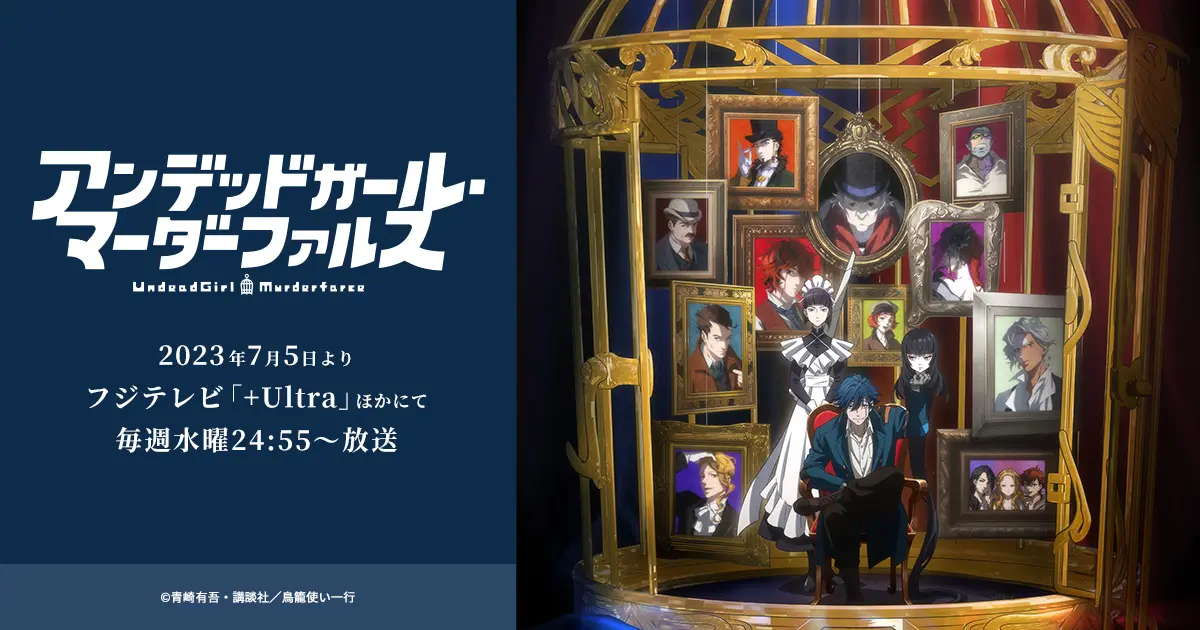 アンデッドガール・
マーダーファルス
UndeadGirl Murderfarce
2023年7月5日より
フジテレビ「+Ultra」ほかにて
毎週水曜24:55〜放送
©青崎有吾・講談社／鳥籠使い一行